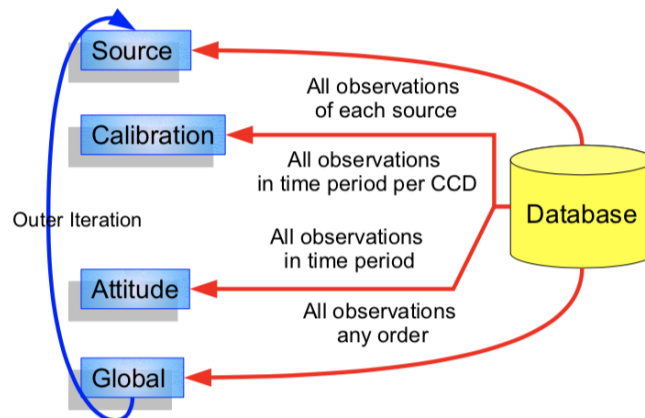 Source
All observations
of each source
Calibration
All observations
in time period per CCD
Database
Outer Iteration
All observations
in time period
Attitude
All observations
any order
Global